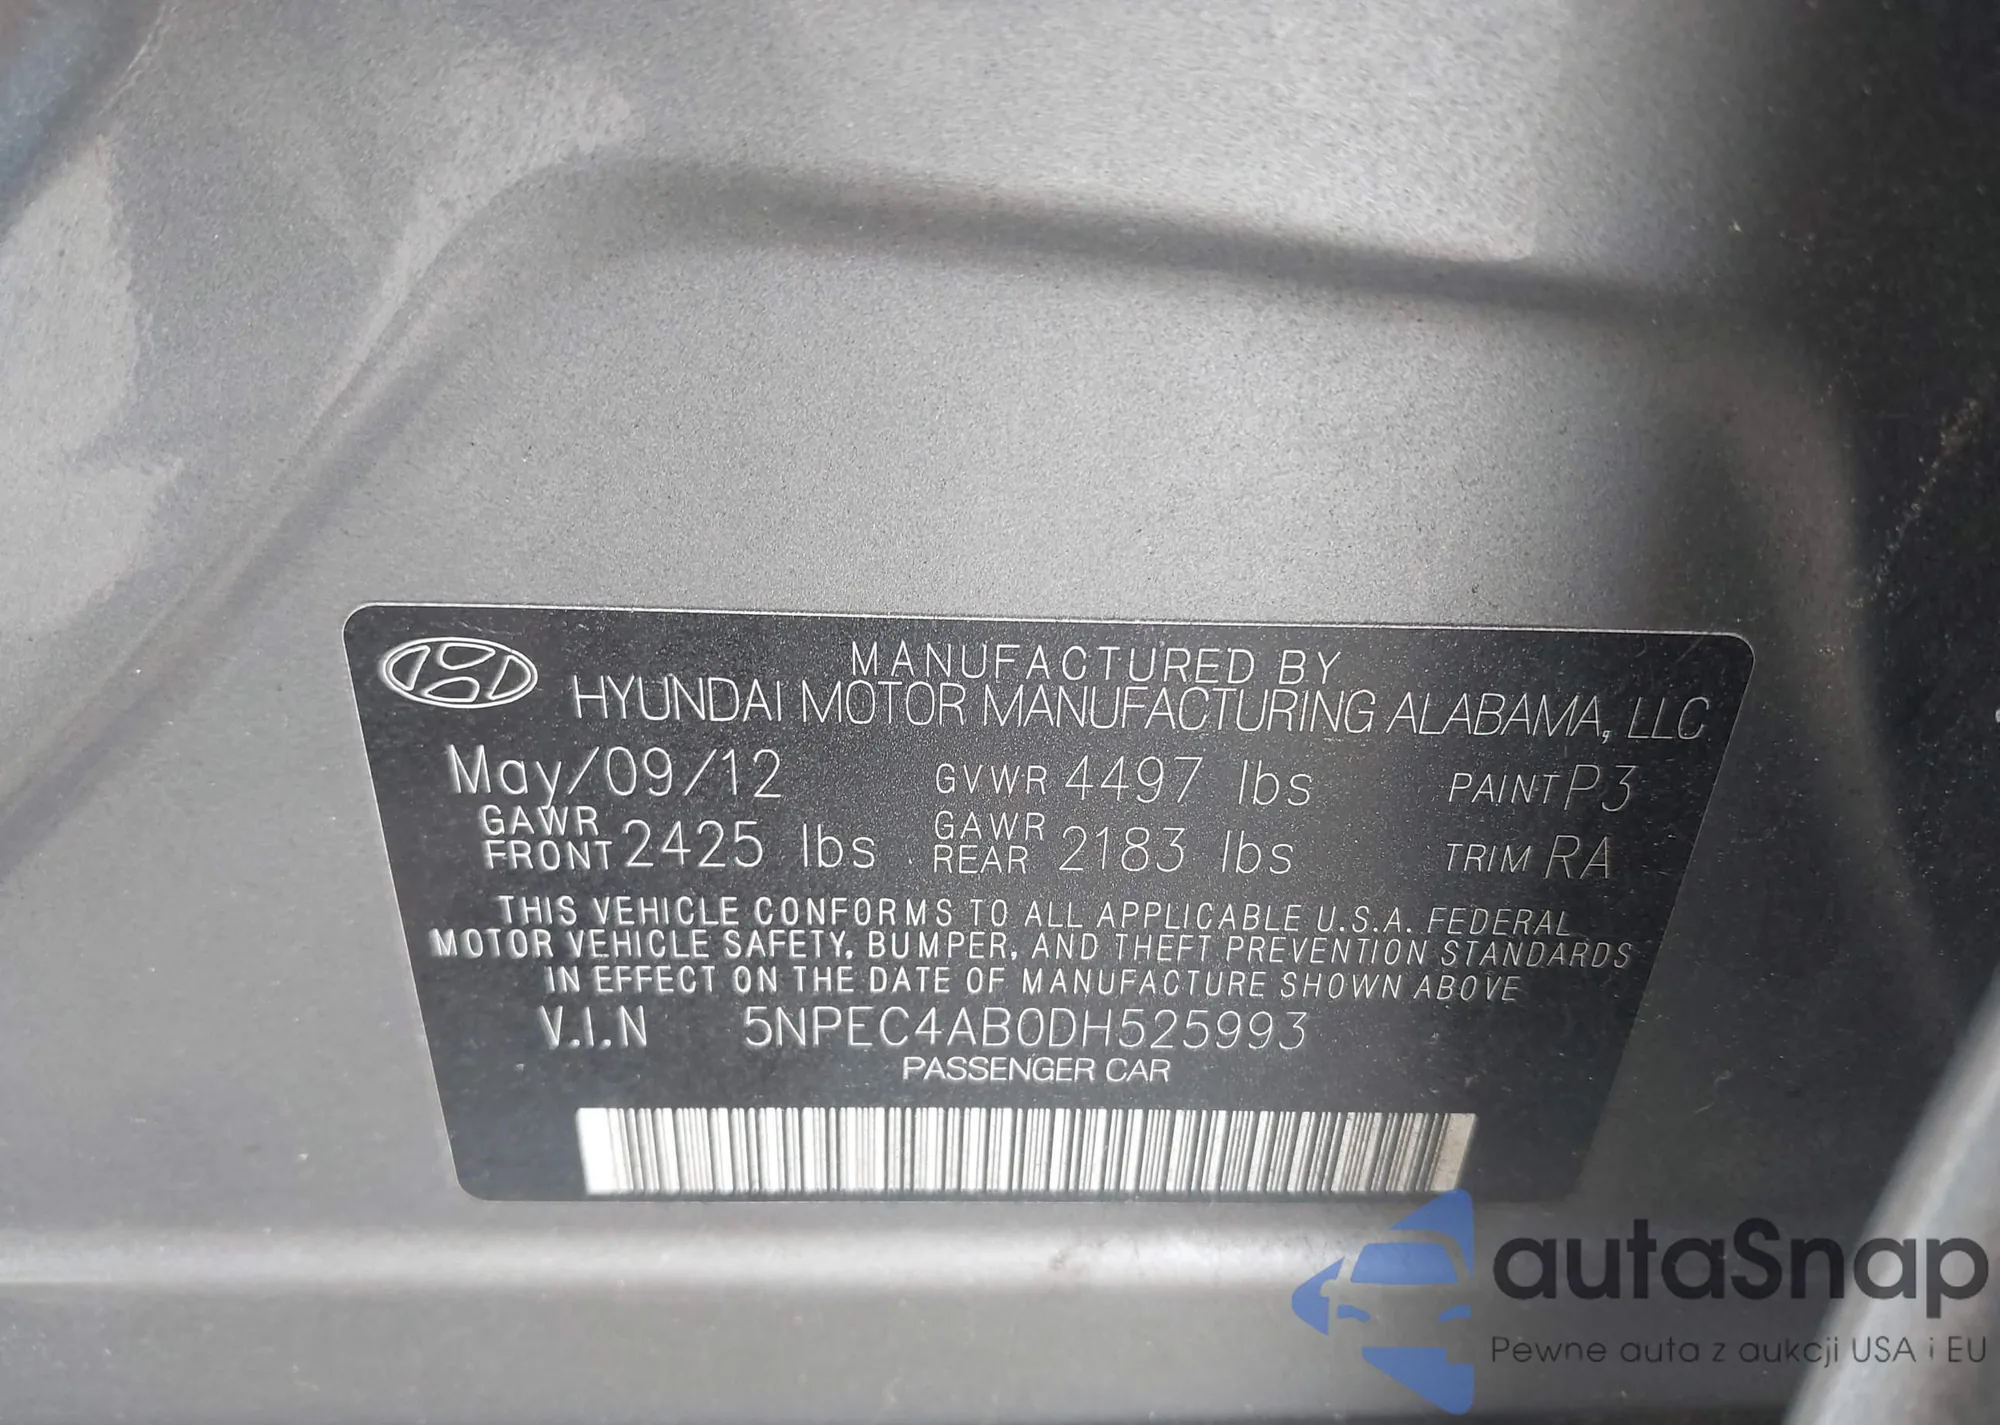 MANUFACTURED BY
HYUNDAI MOTOR MANUFACTURING ALABAMA, LLC
May/09/12 GVWR 4497 lbs PAINT P3
GAWR FRONT 2425 lbs GAWR REAR 2183 lbs TRIM RA
THIS VEHICLE CONFORMS TO ALL APPLICABLE U.S.A. FEDERAL
MOTOR VEHICLE SAFETY, BUMPER, AND THEFT PREVENTION STANDARDS
IN EFFECT ON THE DATE OF MANUFACTURE SHOWN ABOVE
V.I.N 5NPEC4AB0DH525993
PASSENGER CAR
autaSnap
Pewne auta z aukcji USA i EU